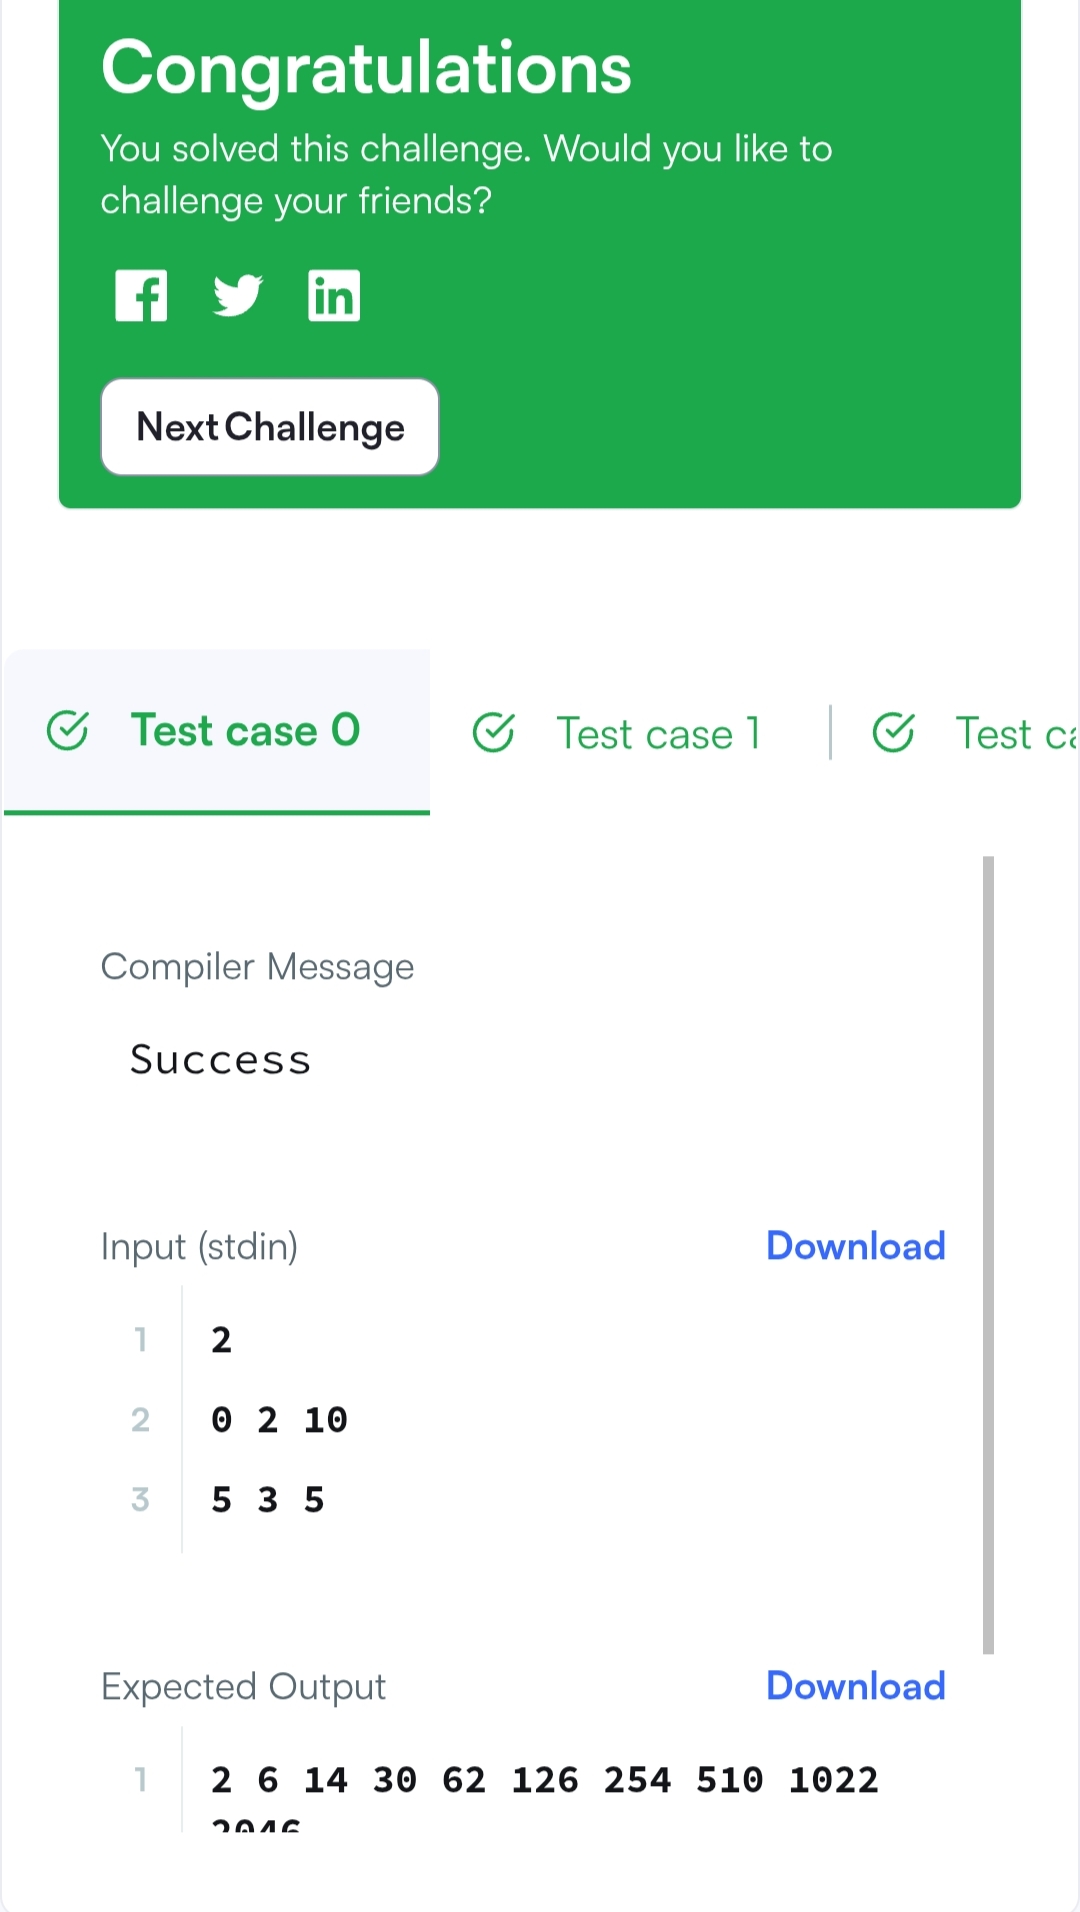 Congratulations
You solved this challenge. Would you like to
challenge your friends?
Next Challenge
Test case 0
Test case 1
Test ca
Compiler Message
Success
Input (stdin)
Download
1 2
2 0 2 10
3 5 3 5
Expected Output
Download
1 2 6 14 30 62 126 254 510 1022
2046